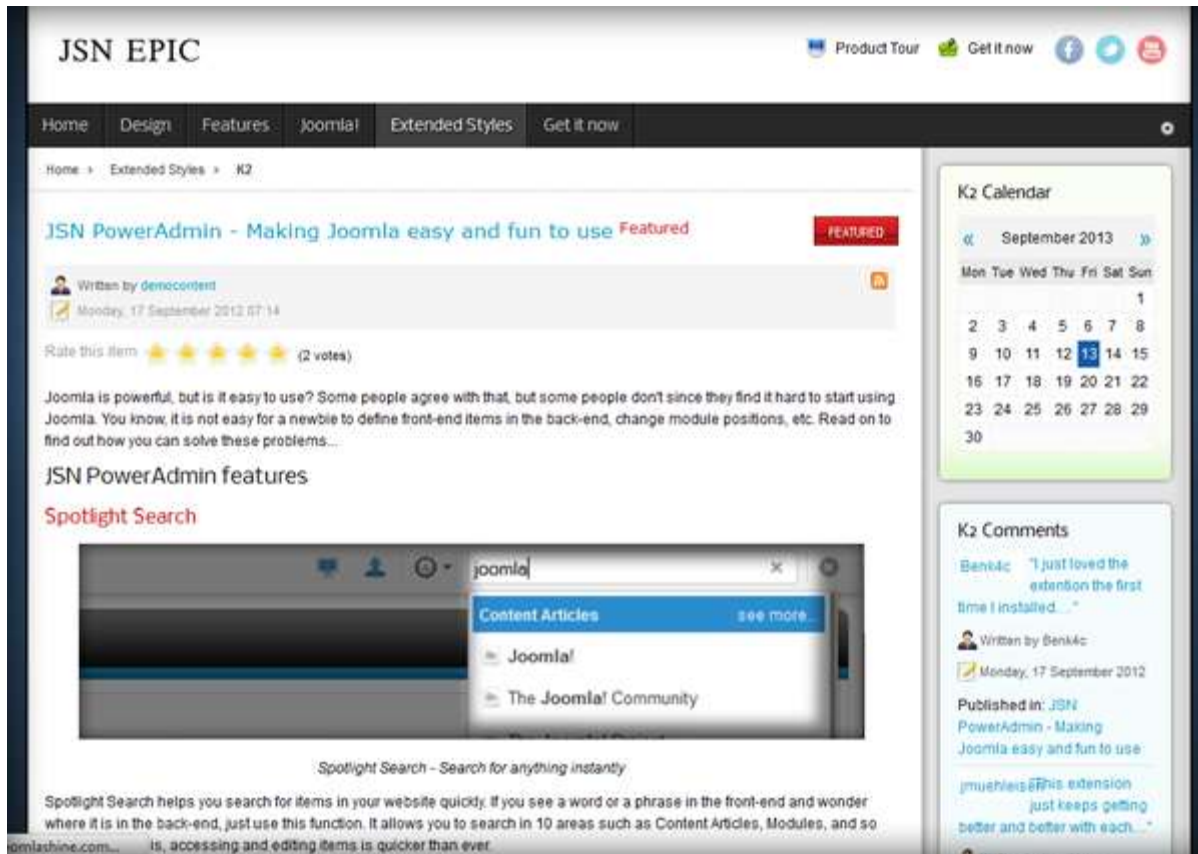 JSN EPIC
Product Tour Get it now
Home Design Features Joomla! Extended Styles Get it now
Home Extended Styles K2
JSN PowerAdmin - Making Joomla easy and fun to use Featured
FEATURED
Written by democontent
Monday, 17 September 2012 07:14
Rate this item (2 votes)
Joomla is powerful, but is it easy to use? Some people agree with that, but some people don't since they find it hard to start using
Joomla. You know, it is not easy for a newbie to define front-end items in the back-end, change module positions, etc. Read on to
find out how you can solve these problems...
JSN PowerAdmin features
Spotlight Search
joomla
Content Articles see more...
Joomla!
The Joomla! Community
Spotlight Search - Search for anything instantly
Spotlight Search helps you search for items in your website quickly. If you see a word or a phrase in the front-end and wonder
where it is in the back-end, just use this function. It allows you to search in 10 areas such as Content Articles, Modules, and so
is, accessing and editing items is quicker than ever.
omlashine.com...
K2 Calendar
« September 2013 »
Mon Tue Wed Thu Fri Sat Sun
1
2 3 4 5 6 7 8
9 10 11 12 13 14 15
16 17 18 19 20 21 22
23 24 25 26 27 28 29
30
K2 Comments
Benk4c "I just loved the
extention the first
time I installed...."
Written by Benk4c
Monday, 17 September 2012
Published in: JSN
PowerAdmin - Making
Joomla easy and fun to use
extension
just keeps getting
better and better with each...."